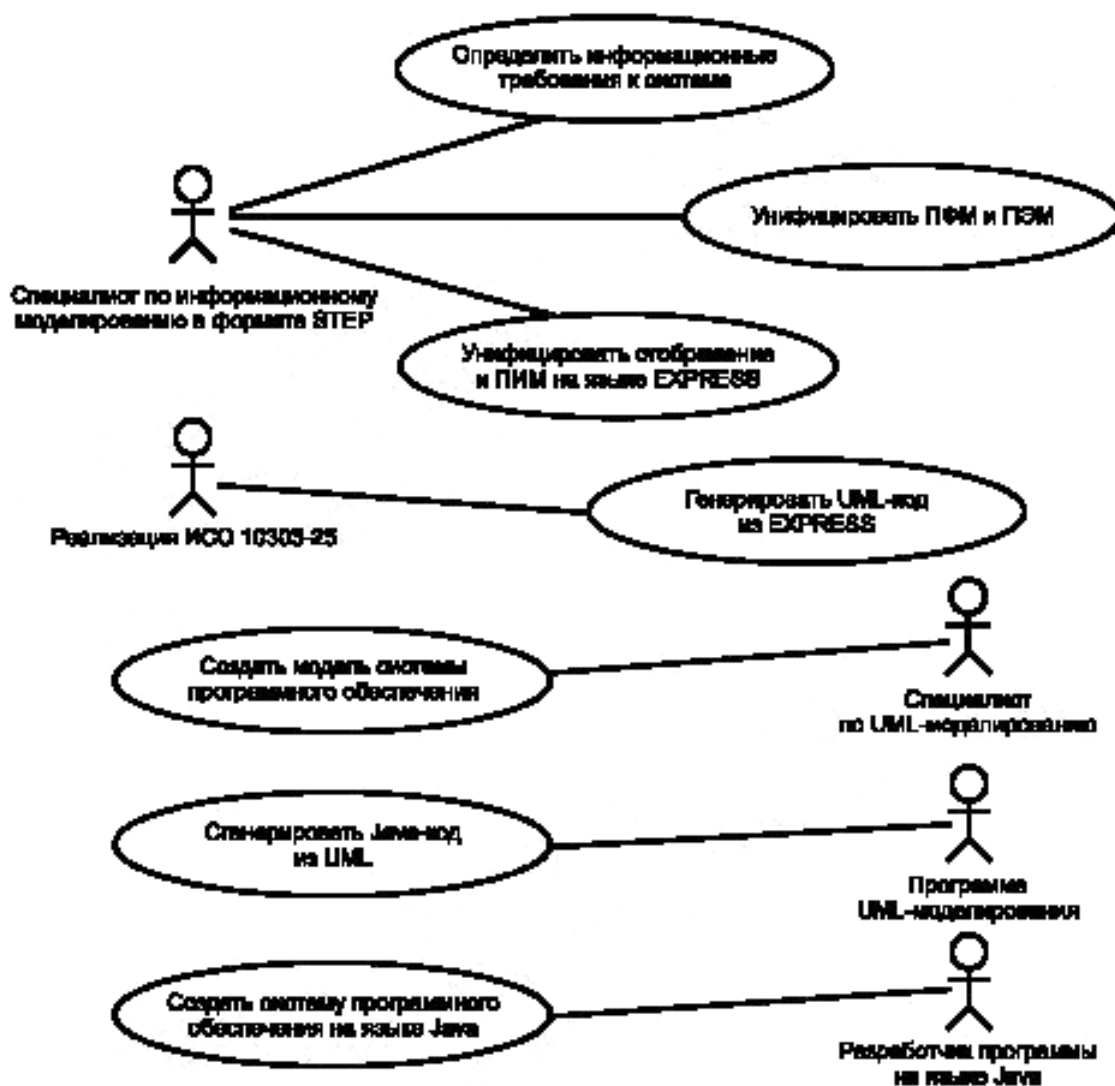 Определить информационные
требования к системе
Унифицировать ПФМ и ПЭМ
Специалист по информационному
моделированию в формате STEP
Унифицировать отображение
и ПИМ на языке EXPRESS
Реализация ИСО 10303-25
Генерировать UML-код
из EXPRESS
Создать модель системы
программного обеспечения
Специалист
по UML-моделированию
Сгенерировать Java-код
из UML
Программа
UML-моделирования
Создать систему программного
обеспечения на языке Java
Разработчик программы
на языке Java